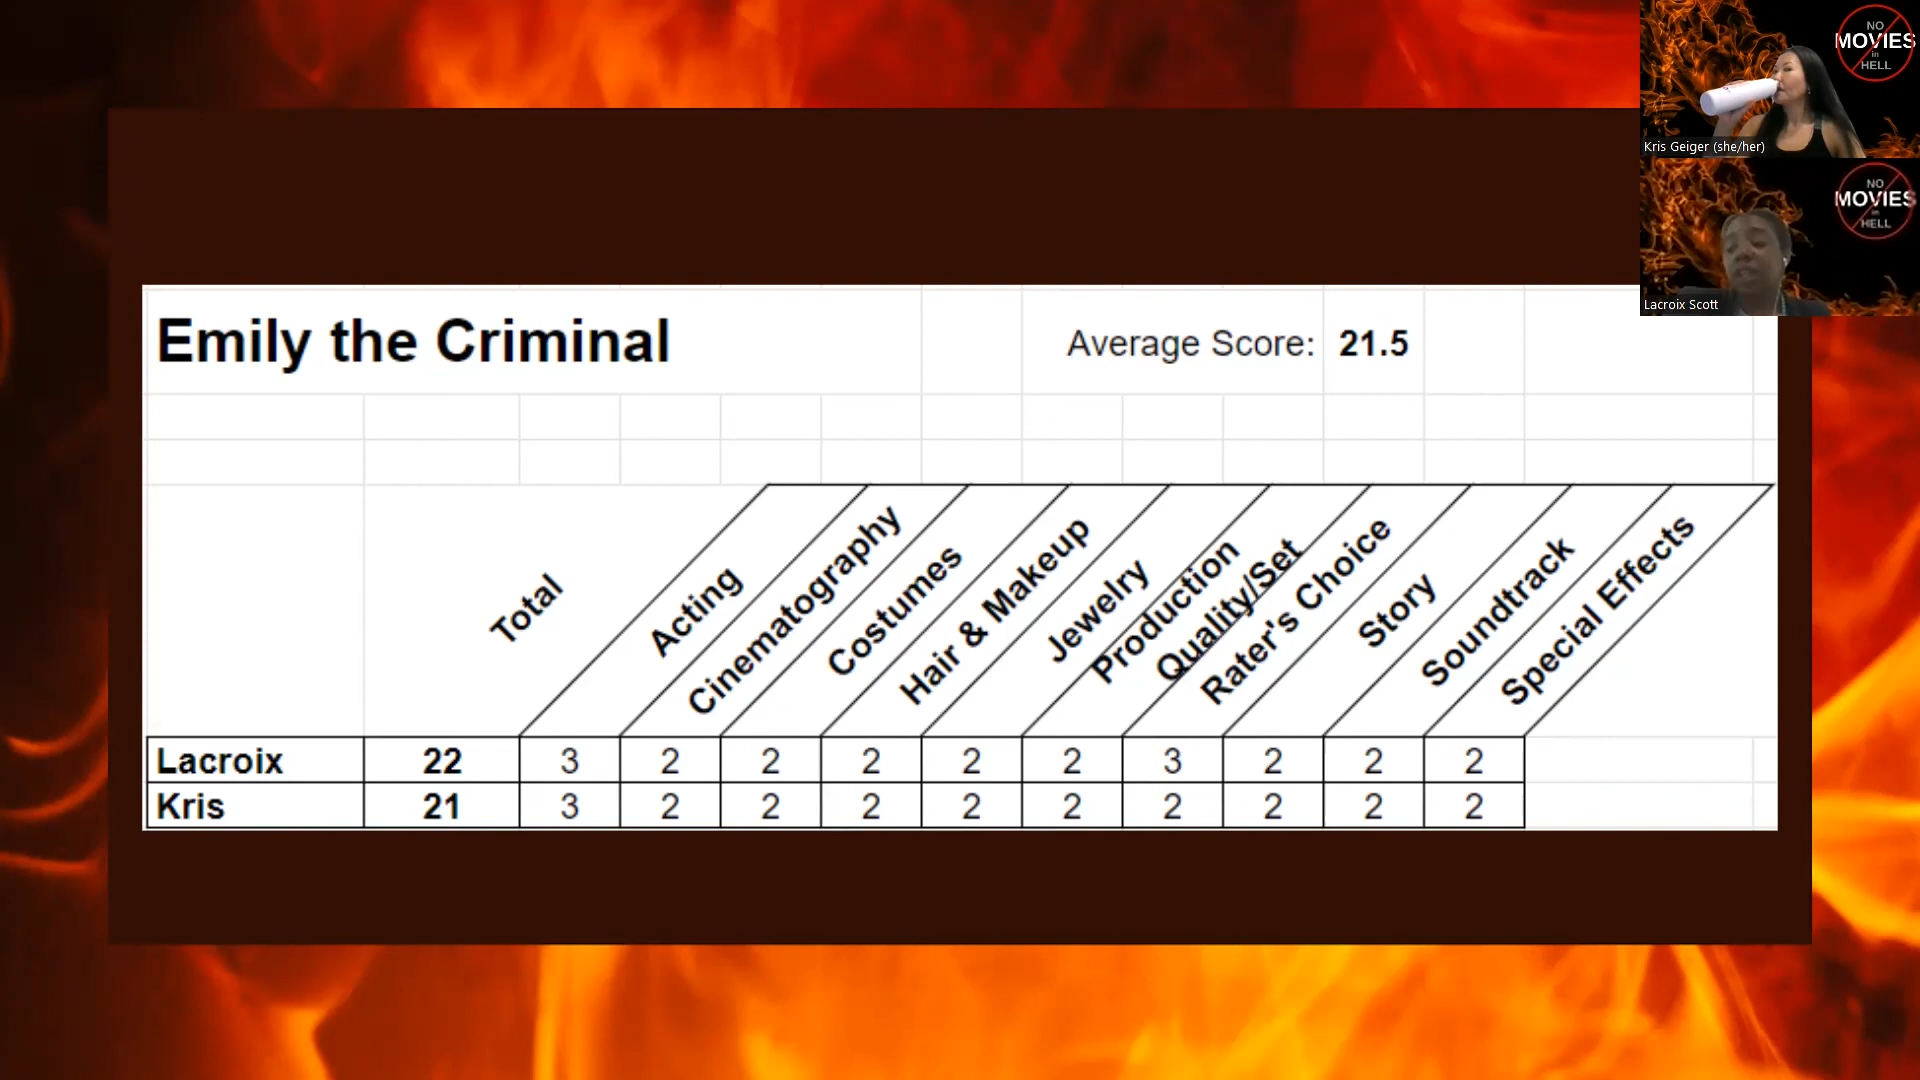 Emily the Criminal
Average Score: 21.5
Total
Acting
Cinematography
Costumes
Hair & Makeup
Jewelry
Production
Quality/Set
Rater's Choice
Story
Soundtrack
Special Effects
Lacroix 22 3 2 2 2 2 2 3 2 2 2
Kris 21 3 2 2 2 2 2 2 2 2 2
NO
MOVIES
in
HELL
Kris Geiger (she/her)
NO
MOVIES
in
HELL
Lacroix Scott